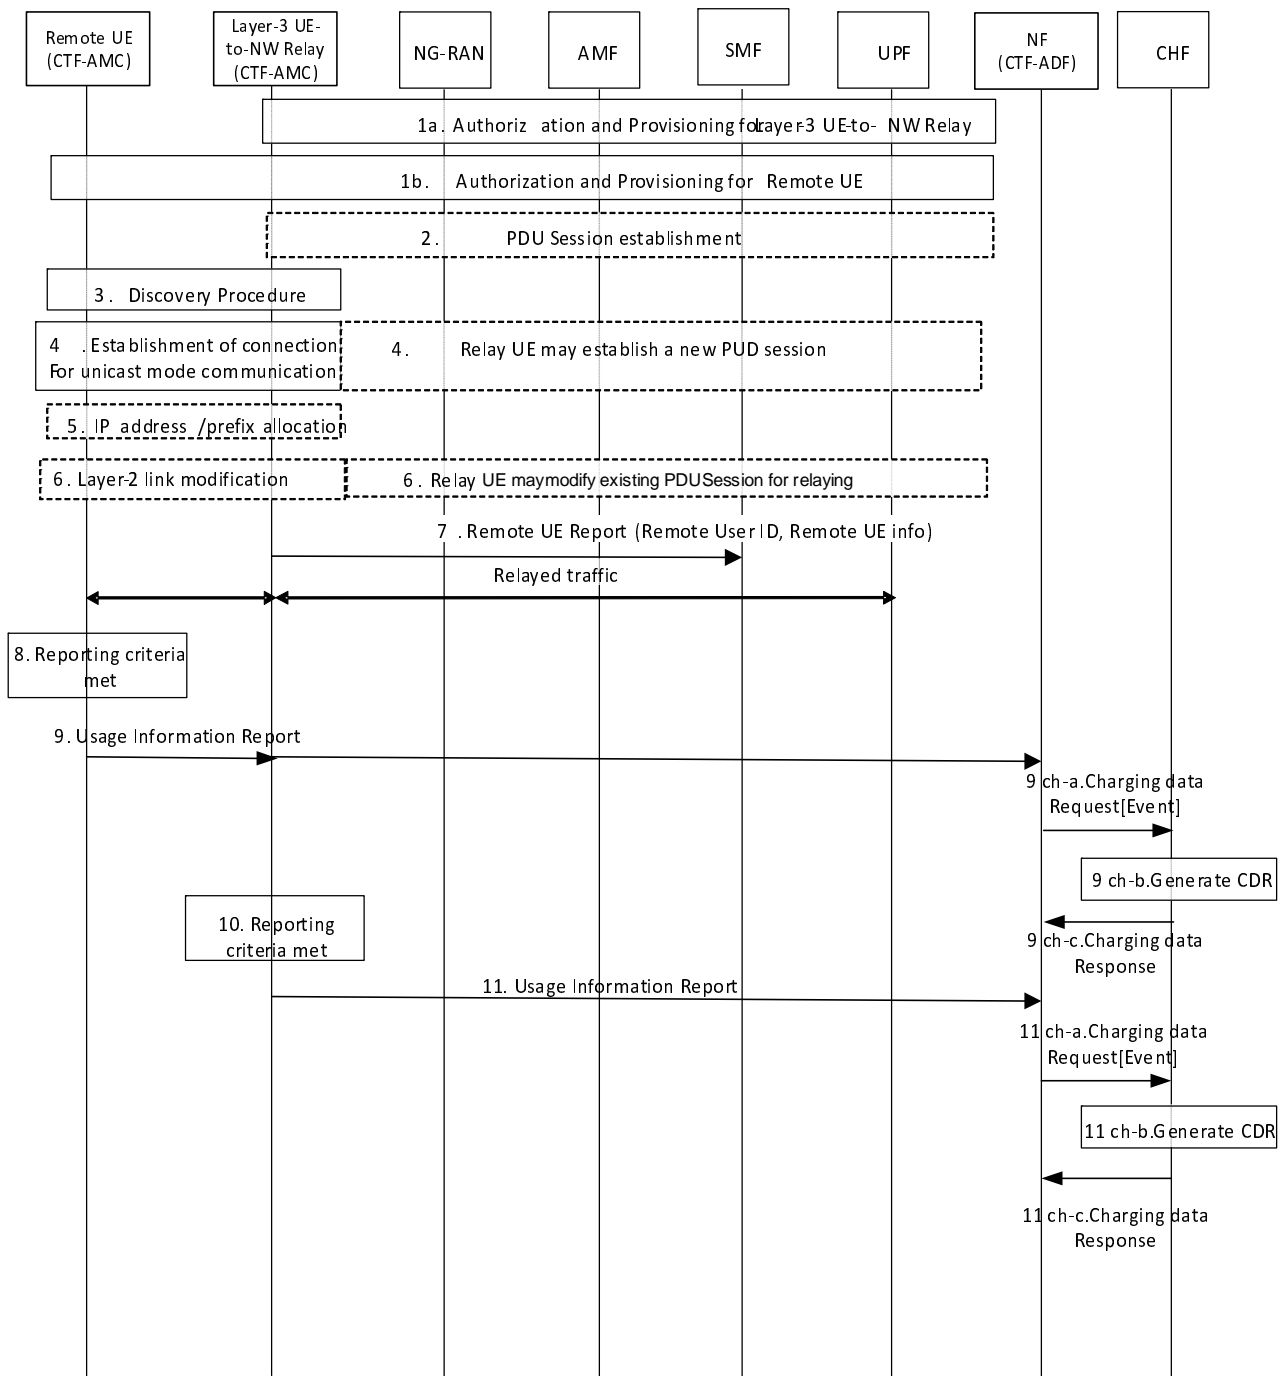 Remote UE
(CTF-AMC)
Layer-3 UE-
to-NW Relay
(CTF-AMC)
NG-RAN
AMF
SMF
UPF
NF
(CTF-ADF)
CHF
1a. Authoriz ation and Provisioning for Layer-3 UE-to- NW Relay
1b. Authorization and Provisioning for Remote UE
2. PDU Session establishment
3. Discovery Procedure
4 .Establishment of connection
For unicast mode communication
4. Relay UE may establish a new PUD session
5. IP address /prefix allocation
6. Layer-2 link modification
6. Relay UE maymodify existing PDUSession for relaying
7 . Remote UE Report (Remote User ID, Remote UE info)
Relayed traffic
8. Reporting criteria
met
9. Usage Information Report
9 ch-a.Charging data
Request[Event]
9 ch-b.Generate CDR
10. Reporting
criteria met
9 ch-c.Charging data
Response
11. Usage Information Report
11 ch-a.Charging data
Request[Event]
11 ch-b.Generate CDR
11 ch-c.Charging data
Response